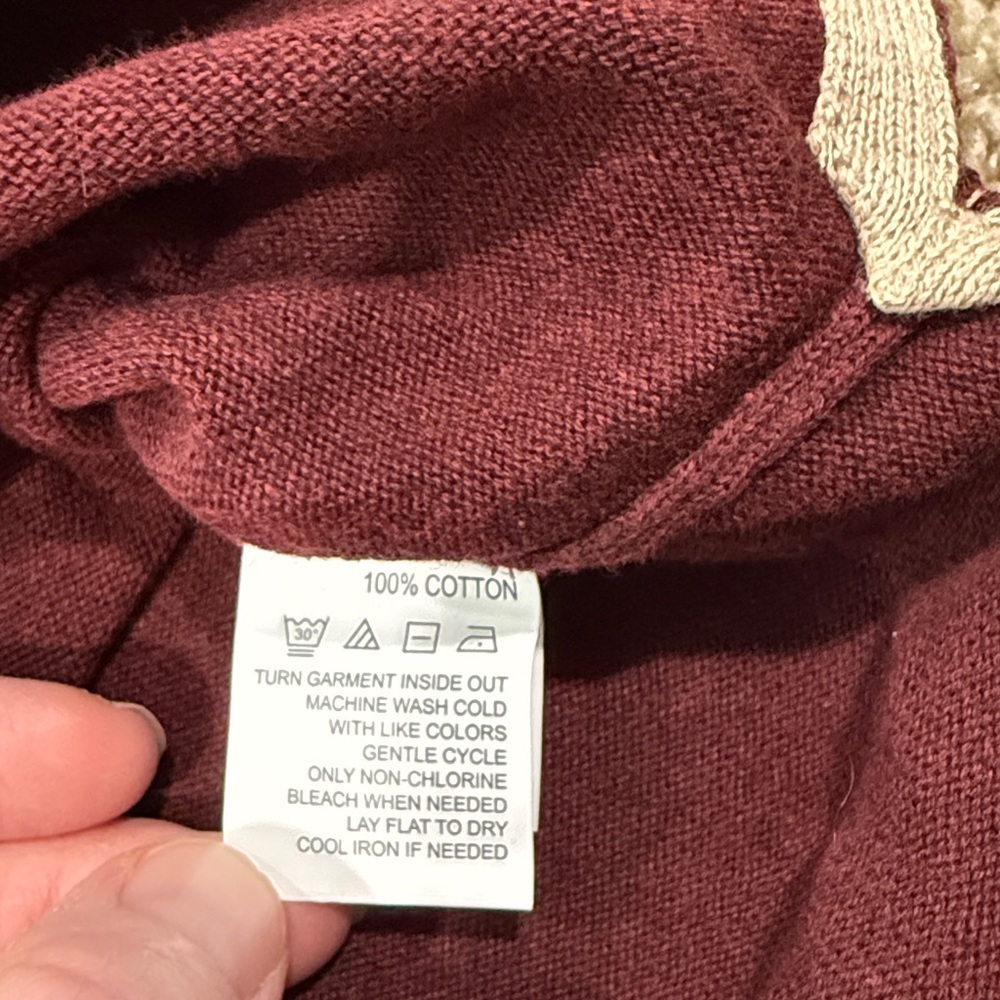 100% COTTON
30°
TURN GARMENT INSIDE OUT
MACHINE WASH COLD
WITH LIKE COLORS
GENTLE CYCLE
ONLY NON-CHLORINE
BLEACH WHEN NEEDED
LAY FLAT TO DRY
COOL IRON IF NEEDED